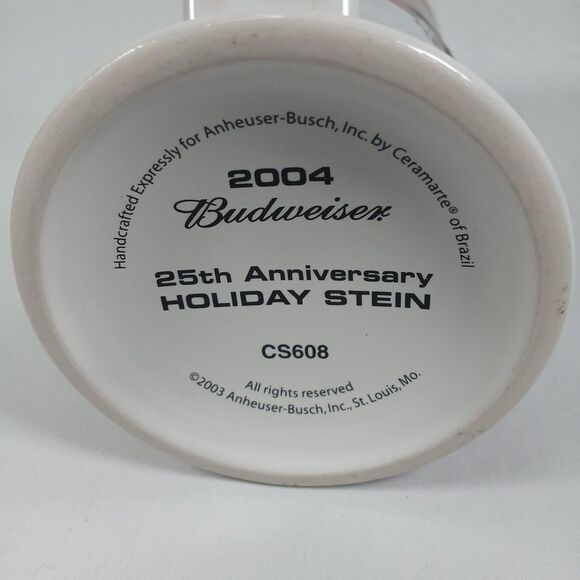 Handcrafted Expressly for Anheuser-Busch, Inc. by Ceramarte® of Brazil
2004
Budweiser
25th Anniversary
HOLIDAY STEIN
CS608
All rights reserved
©2003 Anheuser-Busch, Inc., St. Louis, Mo.